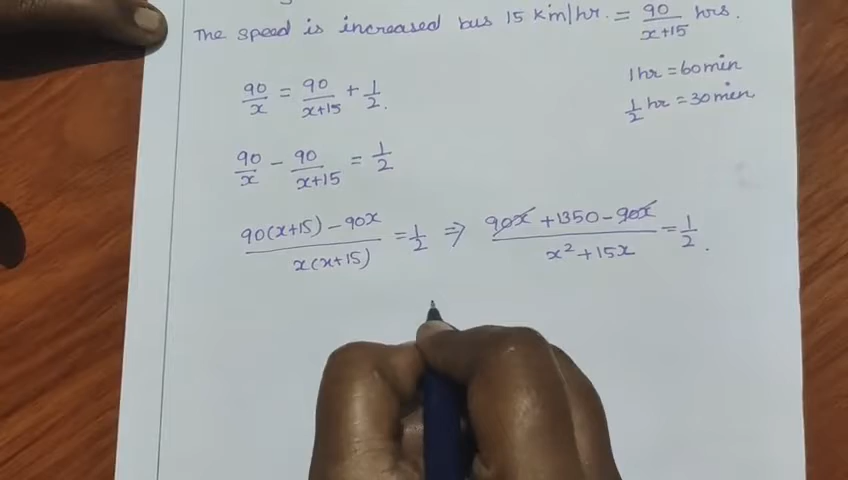 The speed is increased bus 15 km/hr. = 90/(x+15) hrs.
1 hr = 60 min
1/2 hr = 30 min
90/x = 90/(x+15) + 1/2.
90/x - 90/(x+15) = 1/2
(90(x+15) - 90x)/(x(x+15)) = 1/2 ⇒ (90x + 1350 - 90x)/(x² + 15x) = 1/2.